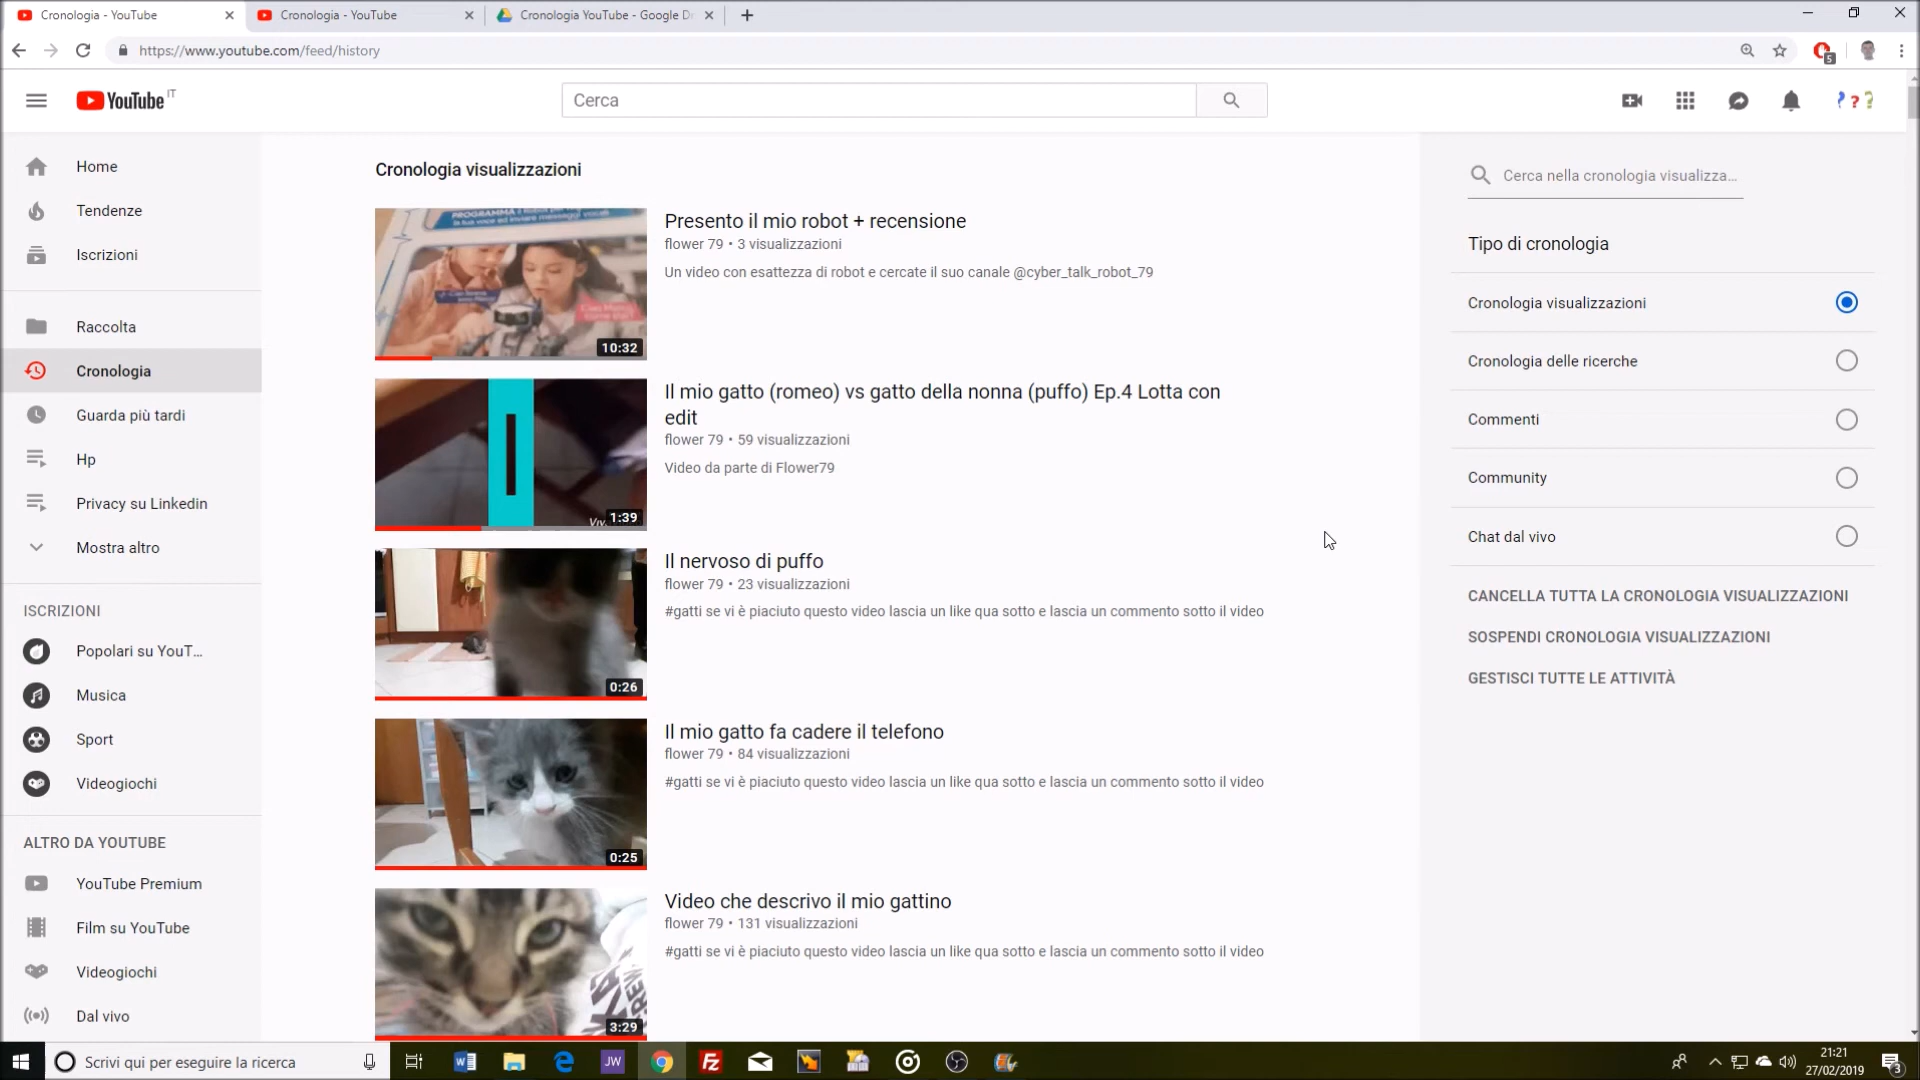 Cronologia - YouTube
Cronologia - YouTube
Cronologia YouTube - Google Dr
https://www.youtube.com/feed/history
5
YouTube IT
Cerca
Home
Tendenze
Iscrizioni
Raccolta
Cronologia
Guarda più tardi
Hp
Privacy su Linkedin
Mostra altro
ISCRIZIONI
Popolari su YouT...
Musica
Sport
Videogiochi
ALTRO DA YOUTUBE
YouTube Premium
Film su YouTube
Videogiochi
Dal vivo
Cronologia visualizzazioni
10:32
Presento il mio robot + recensione
flower 79 • 3 visualizzazioni
Un video con esattezza di robot e cercate il suo canale @cyber_talk_robot_79
1:39
Il mio gatto (romeo) vs gatto della nonna (puffo) Ep.4 Lotta con
edit
flower 79 • 59 visualizzazioni
Video da parte di Flower79
0:26
Il nervoso di puffo
flower 79 • 23 visualizzazioni
#gatti se vi è piaciuto questo video lascia un like qua sotto e lascia un commento sotto il video
0:25
Il mio gatto fa cadere il telefono
flower 79 • 84 visualizzazioni
#gatti se vi è piaciuto questo video lascia un like qua sotto e lascia un commento sotto il video
3:29
Video che descrivo il mio gattino
flower 79 • 131 visualizzazioni
#gatti se vi è piaciuto questo video lascia un like qua sotto e lascia un commento sotto il video
Cerca nella cronologia visualizza...
Tipo di cronologia
Cronologia visualizzazioni
Cronologia delle ricerche
Commenti
Community
Chat dal vivo
CANCELLA TUTTA LA CRONOLOGIA VISUALIZZAZIONI
SOSPENDI CRONOLOGIA VISUALIZZAZIONI
GESTISCI TUTTE LE ATTIVITÀ
Scrivi qui per eseguire la ricerca
JW
21:21
27/02/2019
3